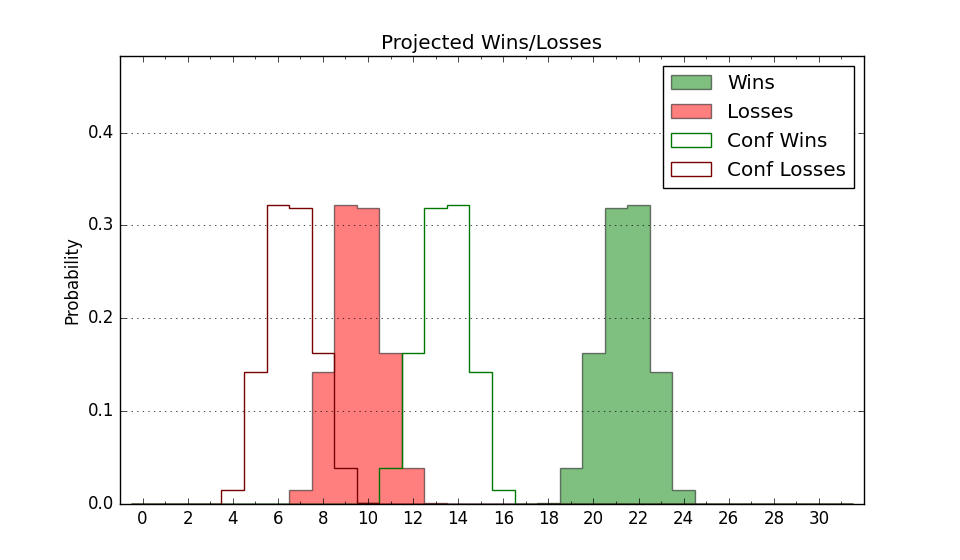 Projected Wins/Losses
Wins
Losses
Conf Wins
Conf Losses
Probability
0.4
0.3
0.2
0.1
0.0
0 2 4 6 8 10 12 14 16 18 20 22 24 26 28 30